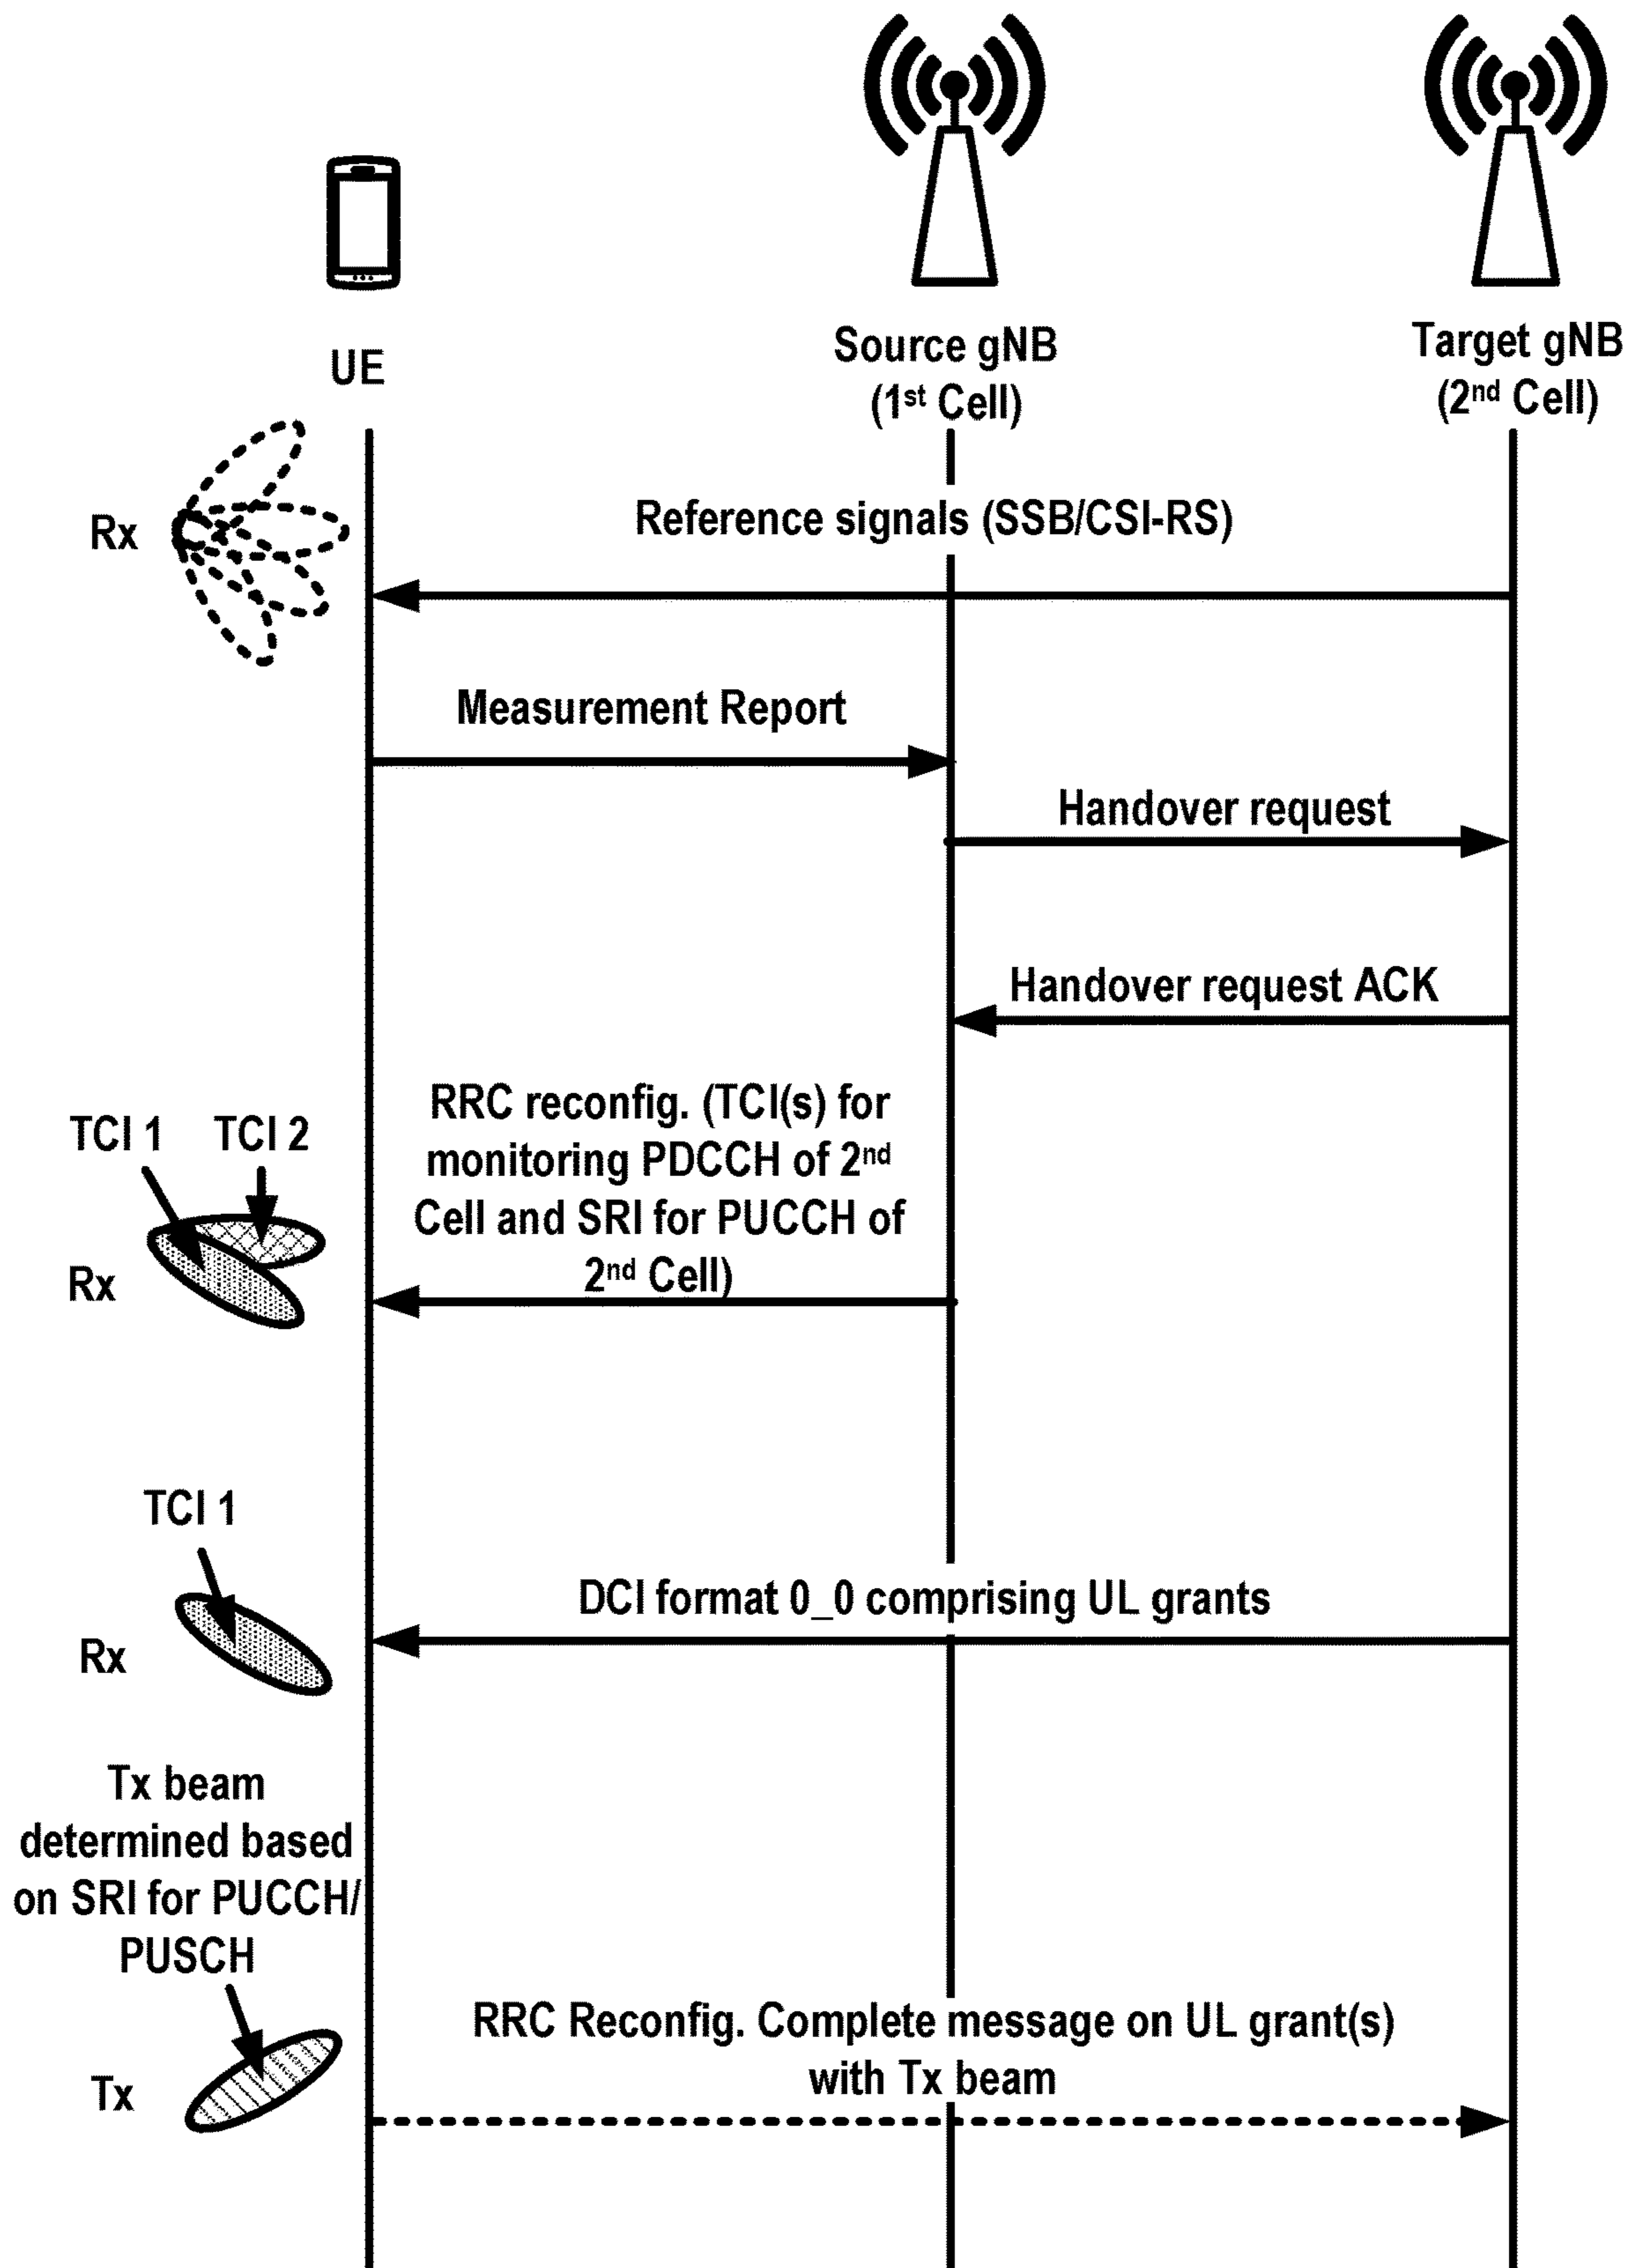 UE
Source gNB
(1st Cell)
Target gNB
(2nd Cell)
Rx
Reference signals (SSB/CSI-RS)
Measurement Report
Handover request
Handover request ACK
TCI 1
TCI 2
Rx
RRC reconfig. (TCI(s) for
monitoring PDCCH of 2nd
Cell and SRI for PUCCH of
2nd Cell)
TCI 1
Rx
DCI format 0_0 comprising UL grants
Tx beam
determined based
on SRI for PUCCH/
PUSCH
Tx
RRC Reconfig. Complete message on UL grant(s)
with Tx beam